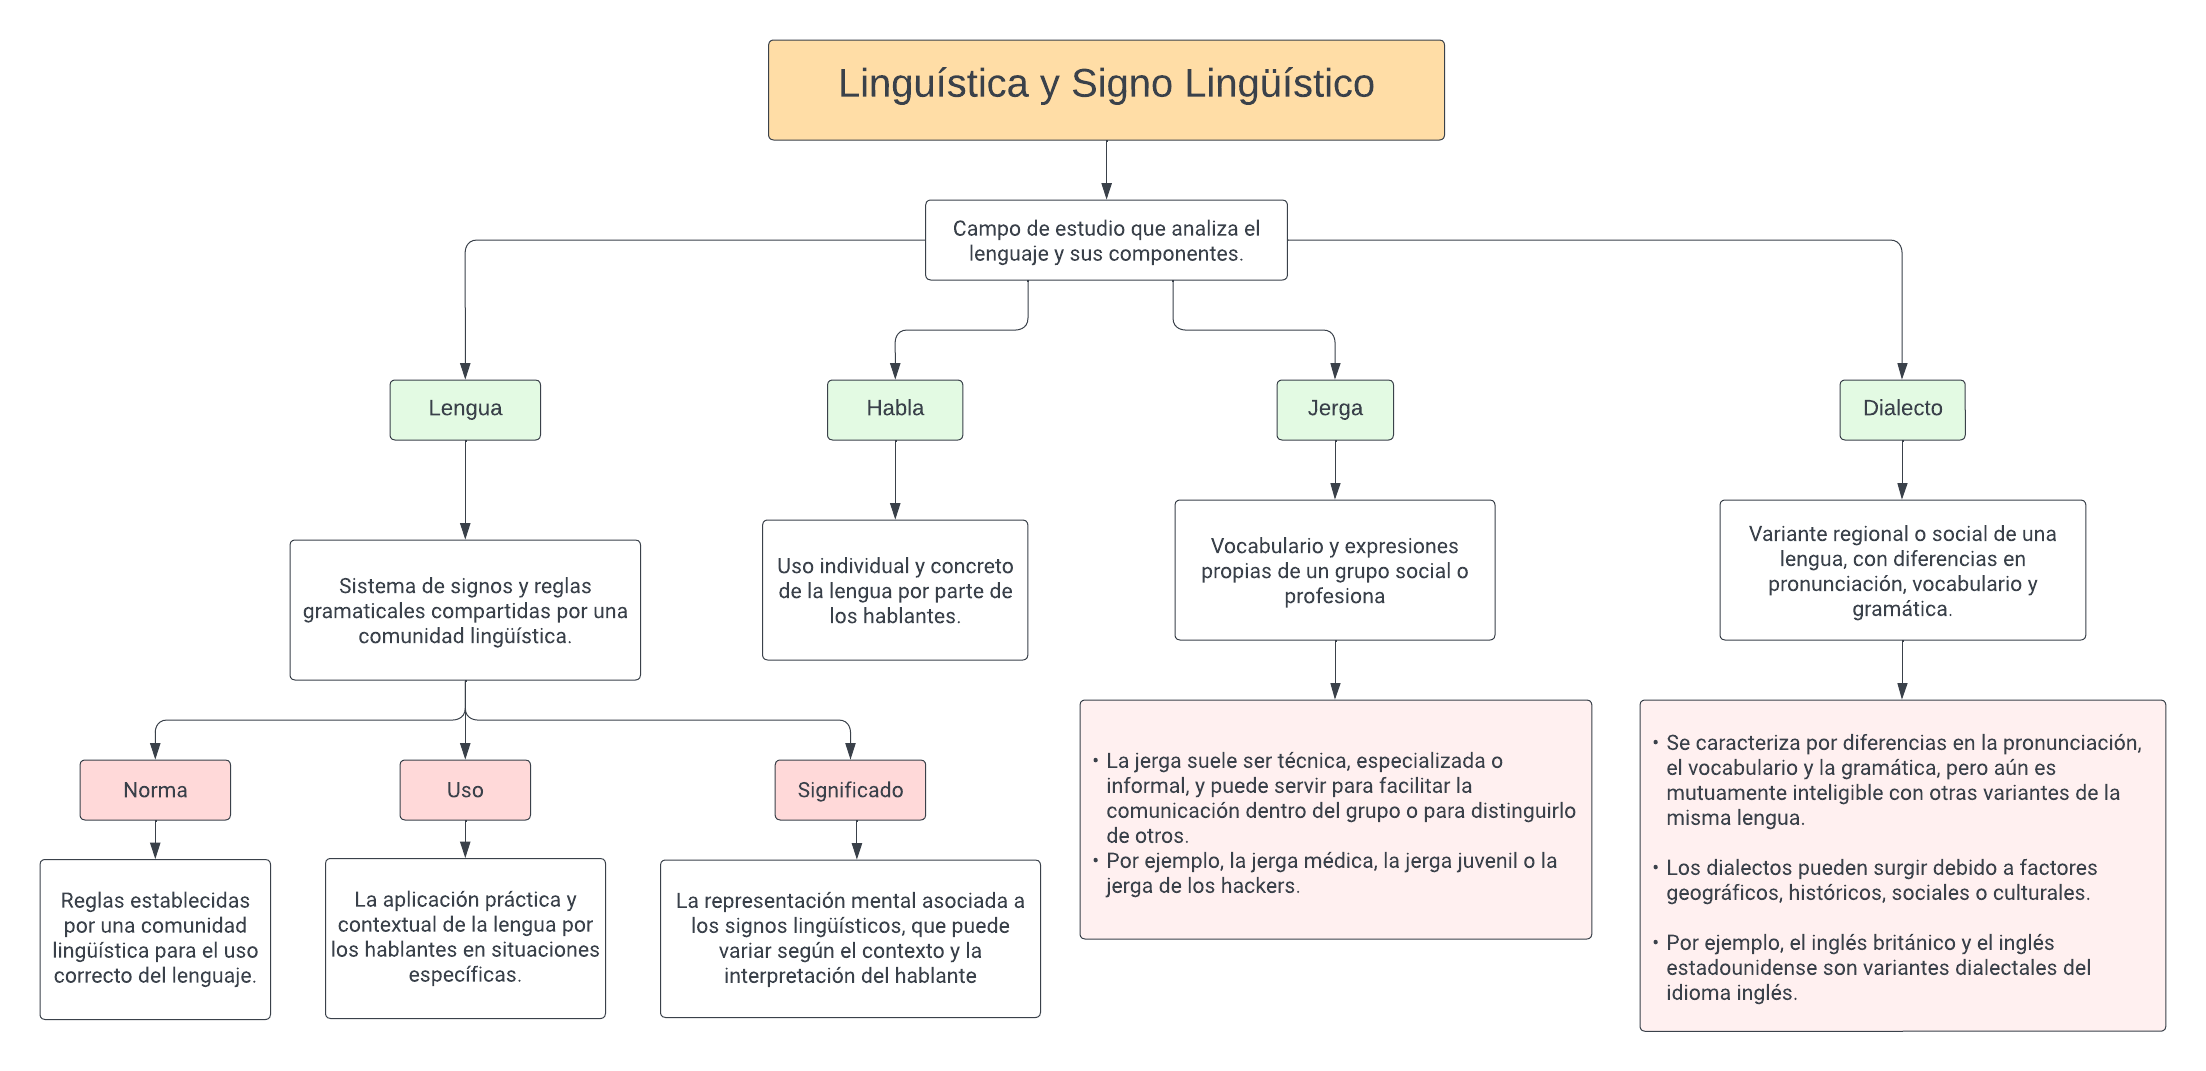 Linguística y Signo Lingüístico
Campo de estudio que analiza el
lenguaje y sus componentes.
Lengua
Habla
Jerga
Dialecto
Sistema de signos y reglas
gramaticales compartidas por una
comunidad lingüística.
Uso individual y concreto
de la lengua por parte de
los hablantes.
Vocabulario y expresiones
propias de un grupo social o
profesiona
Variante regional o social de una
lengua, con diferencias en
pronunciación, vocabulario y
gramática.
Norma
Uso
Significado
Reglas establecidas
por una comunidad
lingüística para el uso
correcto del lenguaje.
La aplicación práctica y
contextual de la lengua por
los hablantes en situaciones
específicas.
La representación mental asociada a
los signos lingüísticos, que puede
variar según el contexto y la
interpretación del hablante
• La jerga suele ser técnica, especializada o
informal, y puede servir para facilitar la
comunicación dentro del grupo o para distinguirlo
de otros.
• Por ejemplo, la jerga médica, la jerga juvenil o la
jerga de los hackers.
• Se caracteriza por diferencias en la pronunciación,
el vocabulario y la gramática, pero aún es
mutuamente inteligible con otras variantes de la
misma lengua.
• Los dialectos pueden surgir debido a factores
geográficos, históricos, sociales o culturales.
• Por ejemplo, el inglés británico y el inglés
estadounidense son variantes dialectales del
idioma inglés.